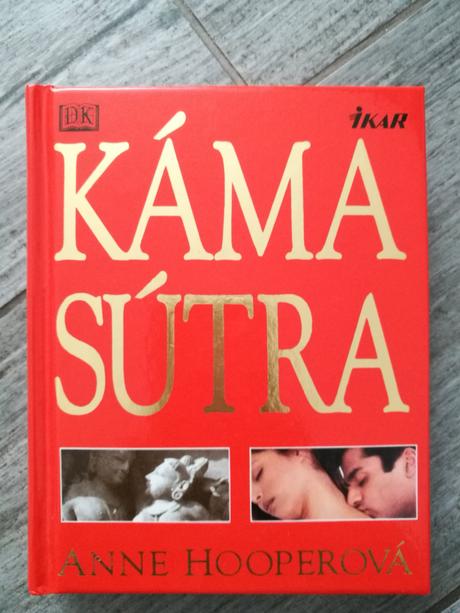 DK
IKAR
KÁMA
SÚTRA
ANNE HOOPEROVÁ